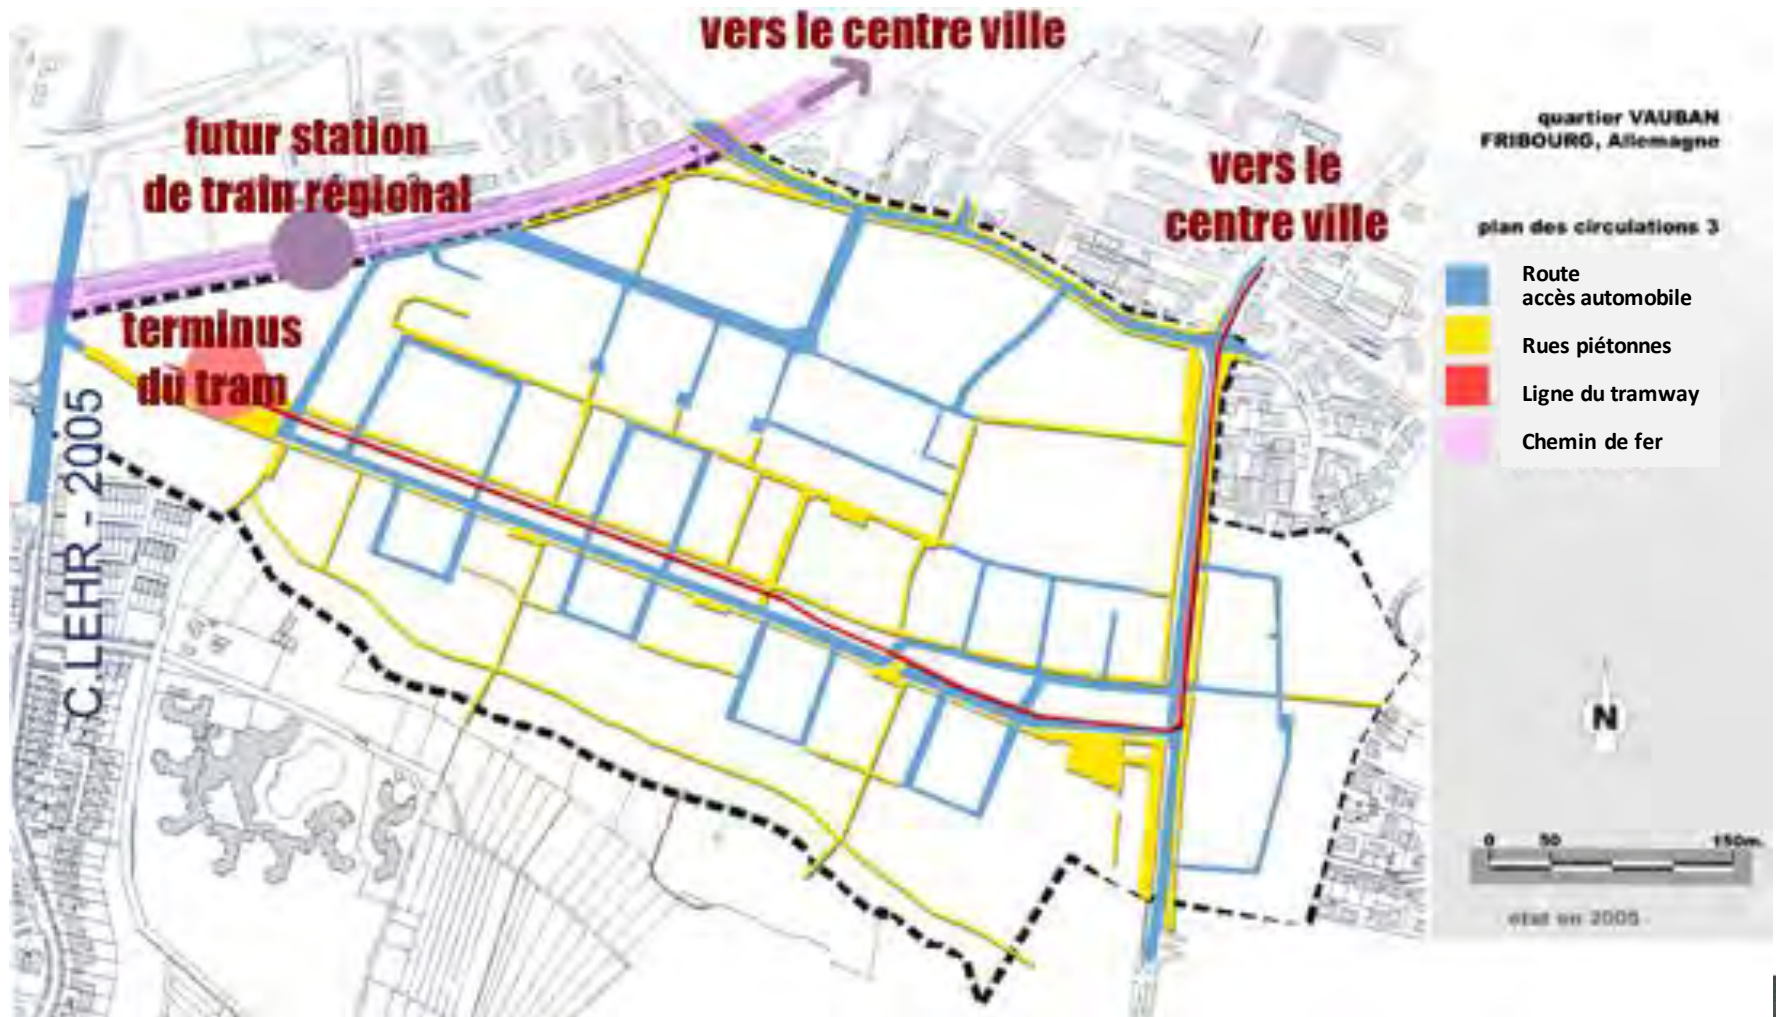 vers le centre ville
futur station
de train régional
vers le
centre ville
terminus
du tram
C.LEHR - 2005
quartier VAUBAN
FRIBOURG, Allemagne
plan des circulations 3
Route
accès automobile
Rues piétonnes
Ligne du tramway
Chemin de fer
N
0 50 150m.
état en 2005